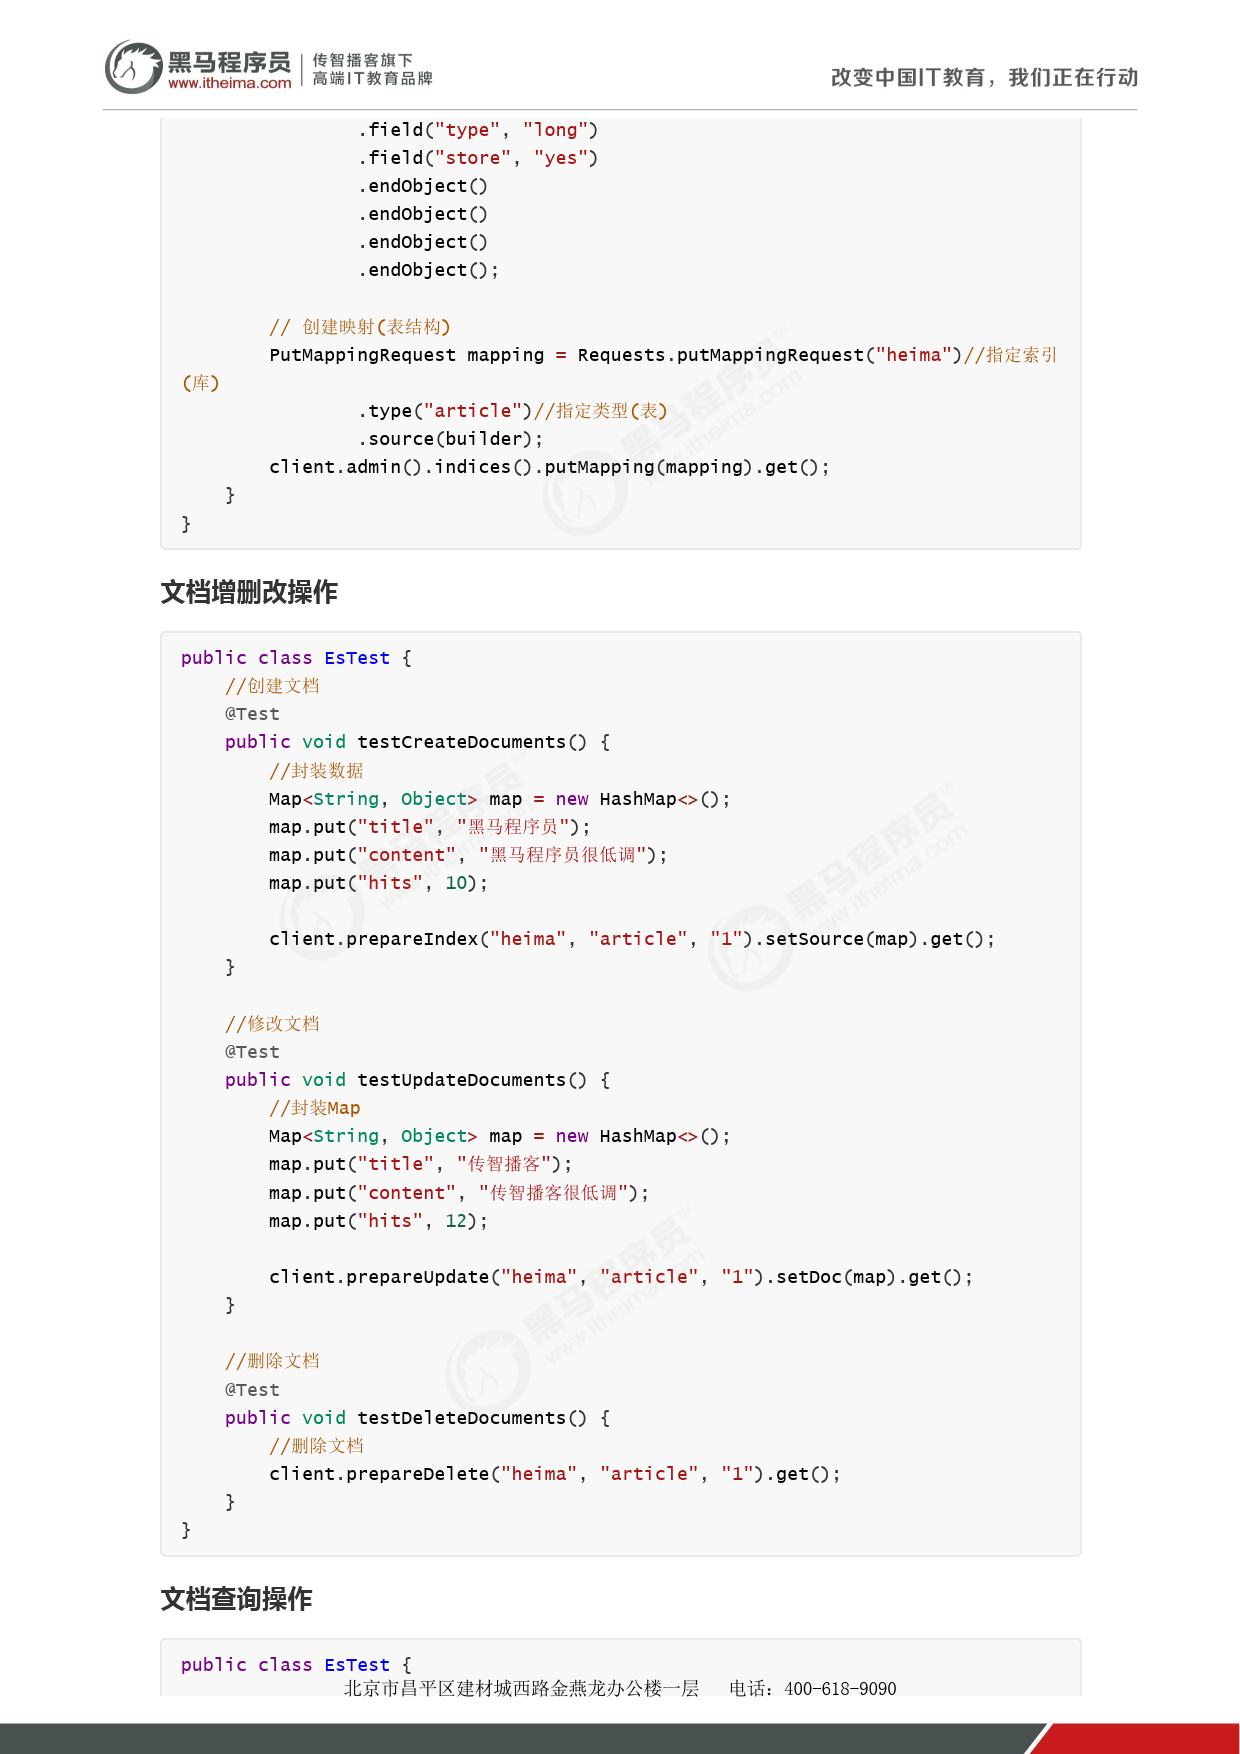 黑马程序员
www.itheima.com
传智播客旗下
高端IT教育品牌
改变中国IT教育，我们正在行动
                .field("type", "long")
                .field("store", "yes")
                .endObject()
                .endObject()
                .endObject()
                .endObject();

        // 创建映射(表结构)
        PutMappingRequest mapping = Requests.putMappingRequest("heima")//指定索引
(库)
                .type("article")//指定类型(表)
                .source(builder);
        client.admin().indices().putMapping(mapping).get();
    }
}
文档增删改操作
public class EsTest {
    //创建文档
    @Test
    public void testCreateDocuments() {
        //封装数据
        Map<String, Object> map = new HashMap<>();
        map.put("title", "黑马程序员");
        map.put("content", "黑马程序员很低调");
        map.put("hits", 10);

        client.prepareIndex("heima", "article", "1").setSource(map).get();
    }

    //修改文档
    @Test
    public void testUpdateDocuments() {
        //封装Map
        Map<String, Object> map = new HashMap<>();
        map.put("title", "传智播客");
        map.put("content", "传智播客很低调");
        map.put("hits", 12);

        client.prepareUpdate("heima", "article", "1").setDoc(map).get();
    }

    //删除文档
    @Test
    public void testDeleteDocuments() {
        //删除文档
        client.prepareDelete("heima", "article", "1").get();
    }
}
文档查询操作
public class EsTest {
北京市昌平区建材城西路金燕龙办公楼一层 电话：400-618-9090